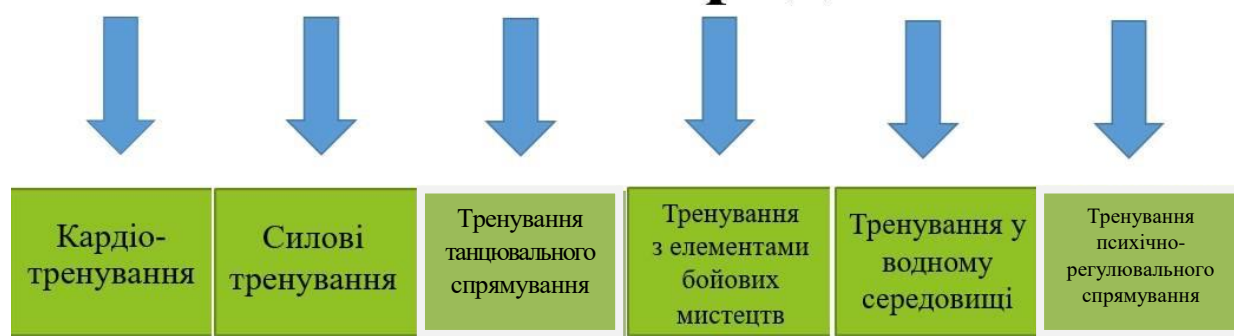 Кардіо-
тренування
Силові
тренування
Тренування
танцювального
спрямування
Тренування
з елементами
бойових
мистецтв
Тренування у
водному
середовищі
Тренування
психічно-
регулювального
спрямування